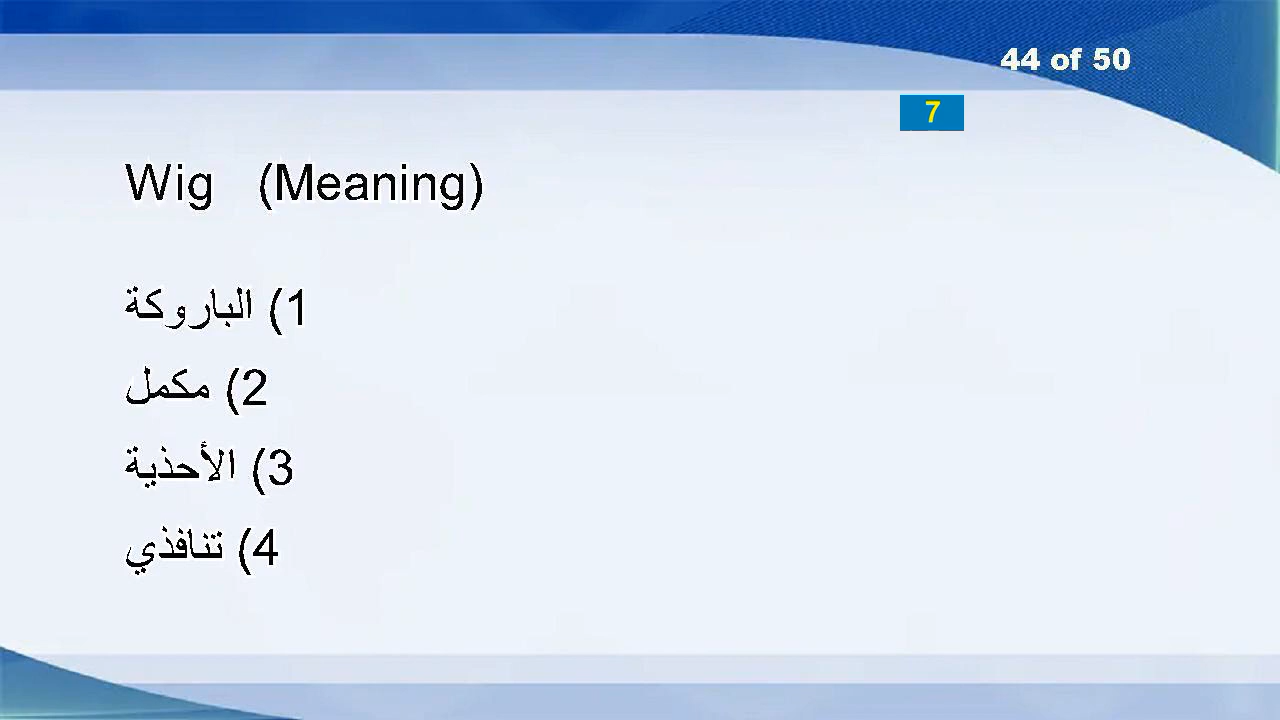 44 of 50
7
Wig (Meaning)
1) الباروكة
2) مكمل
3) الأحذية
4) تنافذي